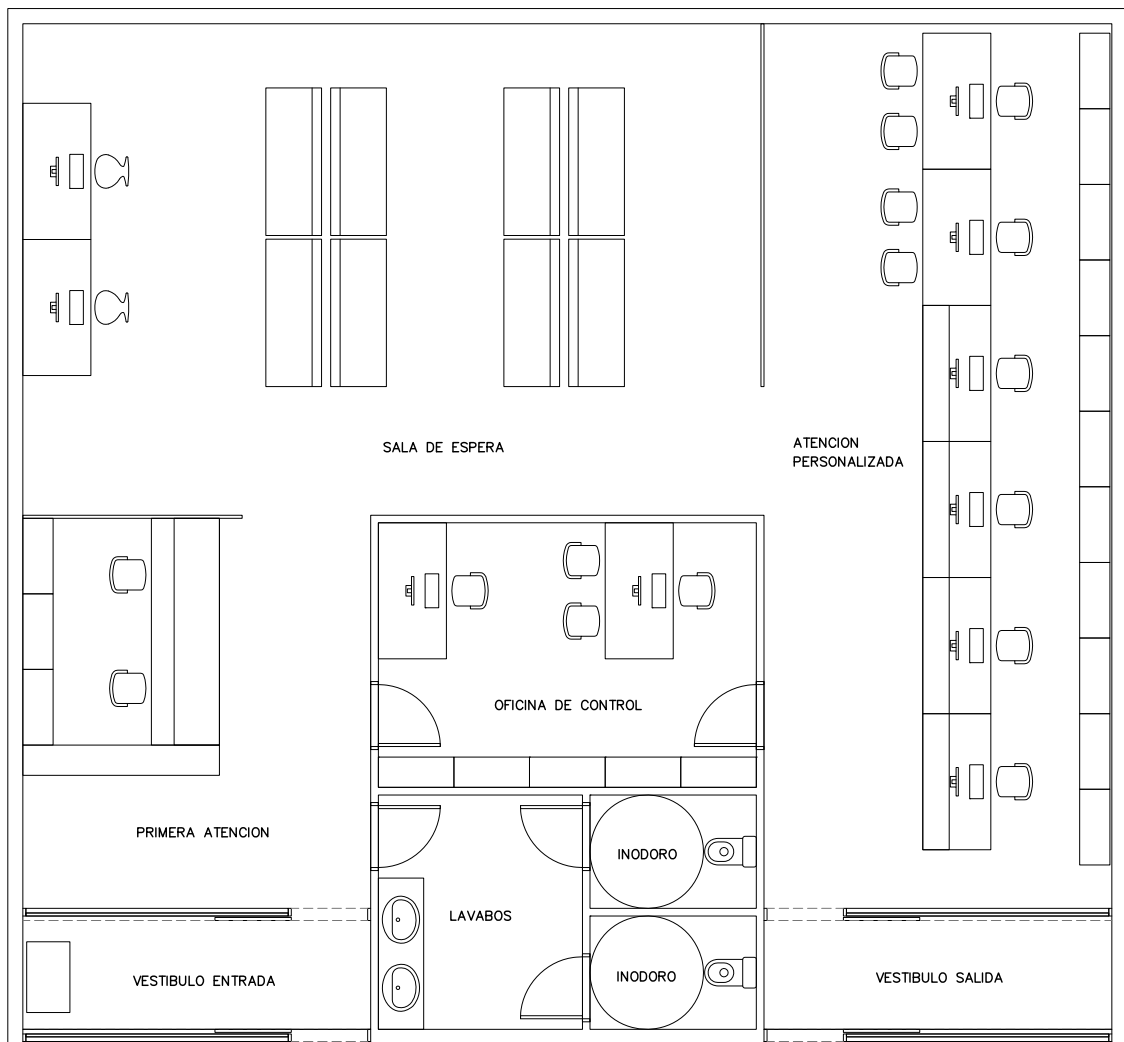 SALA DE ESPERA
ATENCION
PERSONALIZADA
OFICINA DE CONTROL
PRIMERA ATENCION
INODORO
LAVABOS
INODORO
VESTIBULO ENTRADA
VESTIBULO SALIDA